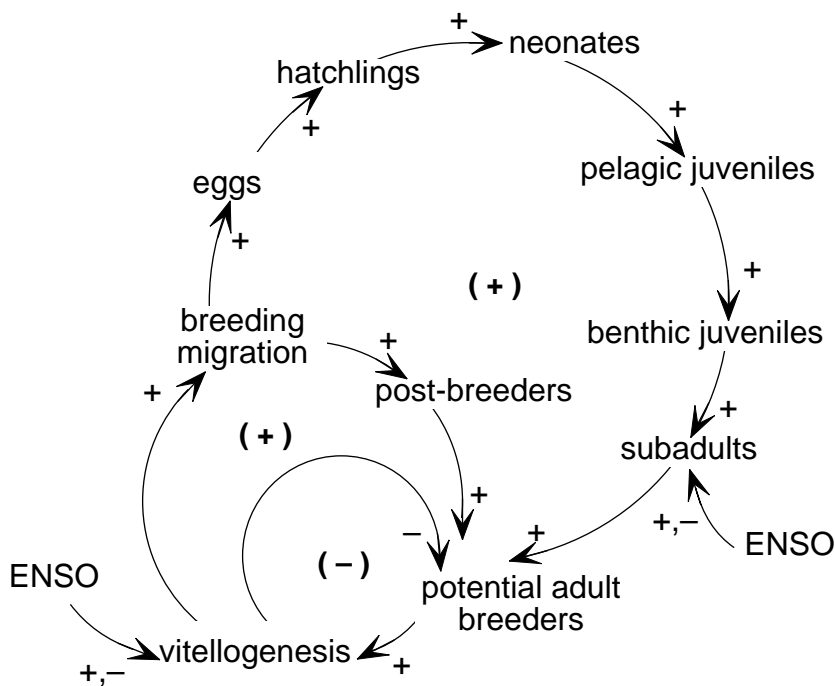 +
neonates
hatchlings
+
+
pelagic juveniles
eggs
+
(+)
+
breeding
migration
+
benthic juveniles
+
post-breeders
+
(+)
subadults
+
–
+
+,–
ENSO
ENSO
(–)
potential adult
breeders
+,–
vitellogenesis
+